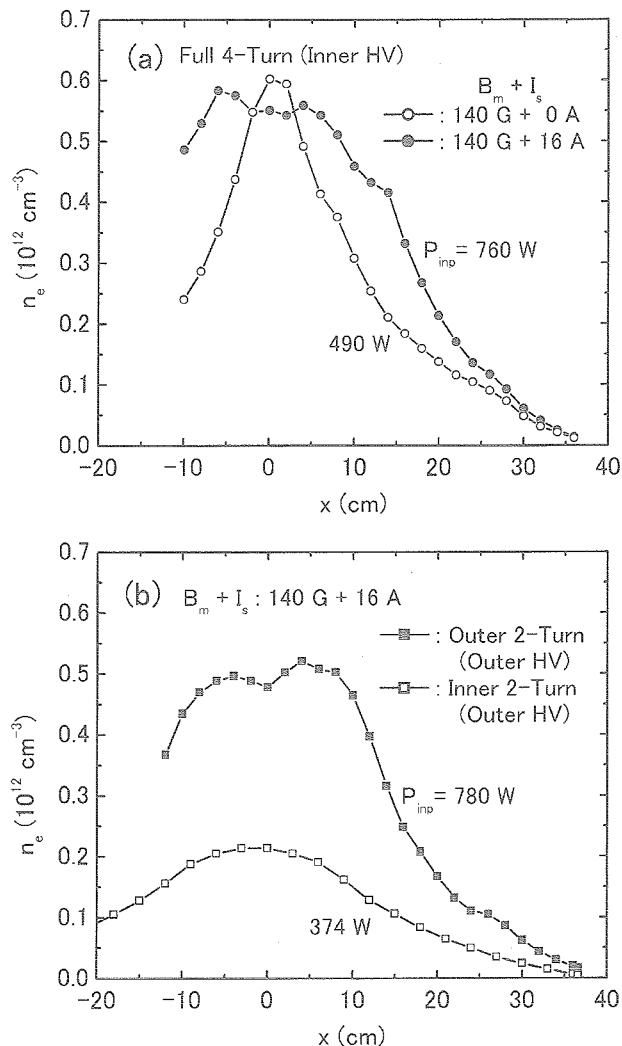 0.7
(a) Full 4-Turn (Inner HV)
B_m + I_s
: 140 G + 0 A
: 140 G + 16 A
0.6
0.5
0.4
0.3
0.2
0.1
0.0
n_e (10^12 cm^-3)
P_inp = 760 W
490 W
-20 -10 0 10 20 30 40
x (cm)
0.7
(b) B_m + I_s : 140 G + 16 A
: Outer 2-Turn
(Outer HV)
: Inner 2-Turn
(Outer HV)
0.6
0.5
0.4
0.3
0.2
0.1
0.0
n_e (10^12 cm^-3)
P_inp = 780 W
374 W
-20 -10 0 10 20 30 40
x (cm)